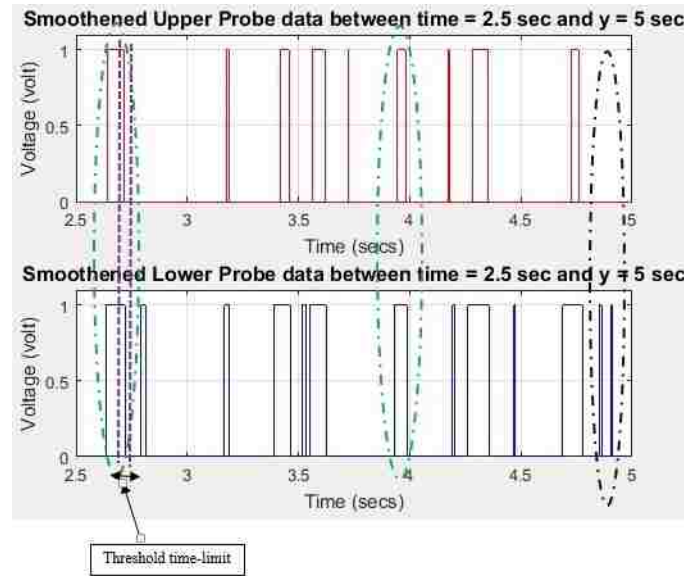 Smoothened Upper Probe data between time = 2.5 sec and y = 5 sec
Voltage (volt)
1
0.5
0
2.5 3 3.5 4 4.5 5
Time (secs)
Smoothened Lower Probe data between time = 2.5 sec and y = 5 sec
Voltage (volt)
1
0.5
0
2.5 3 3.5 4 4.5 5
Time (secs)
Threshold time-limit